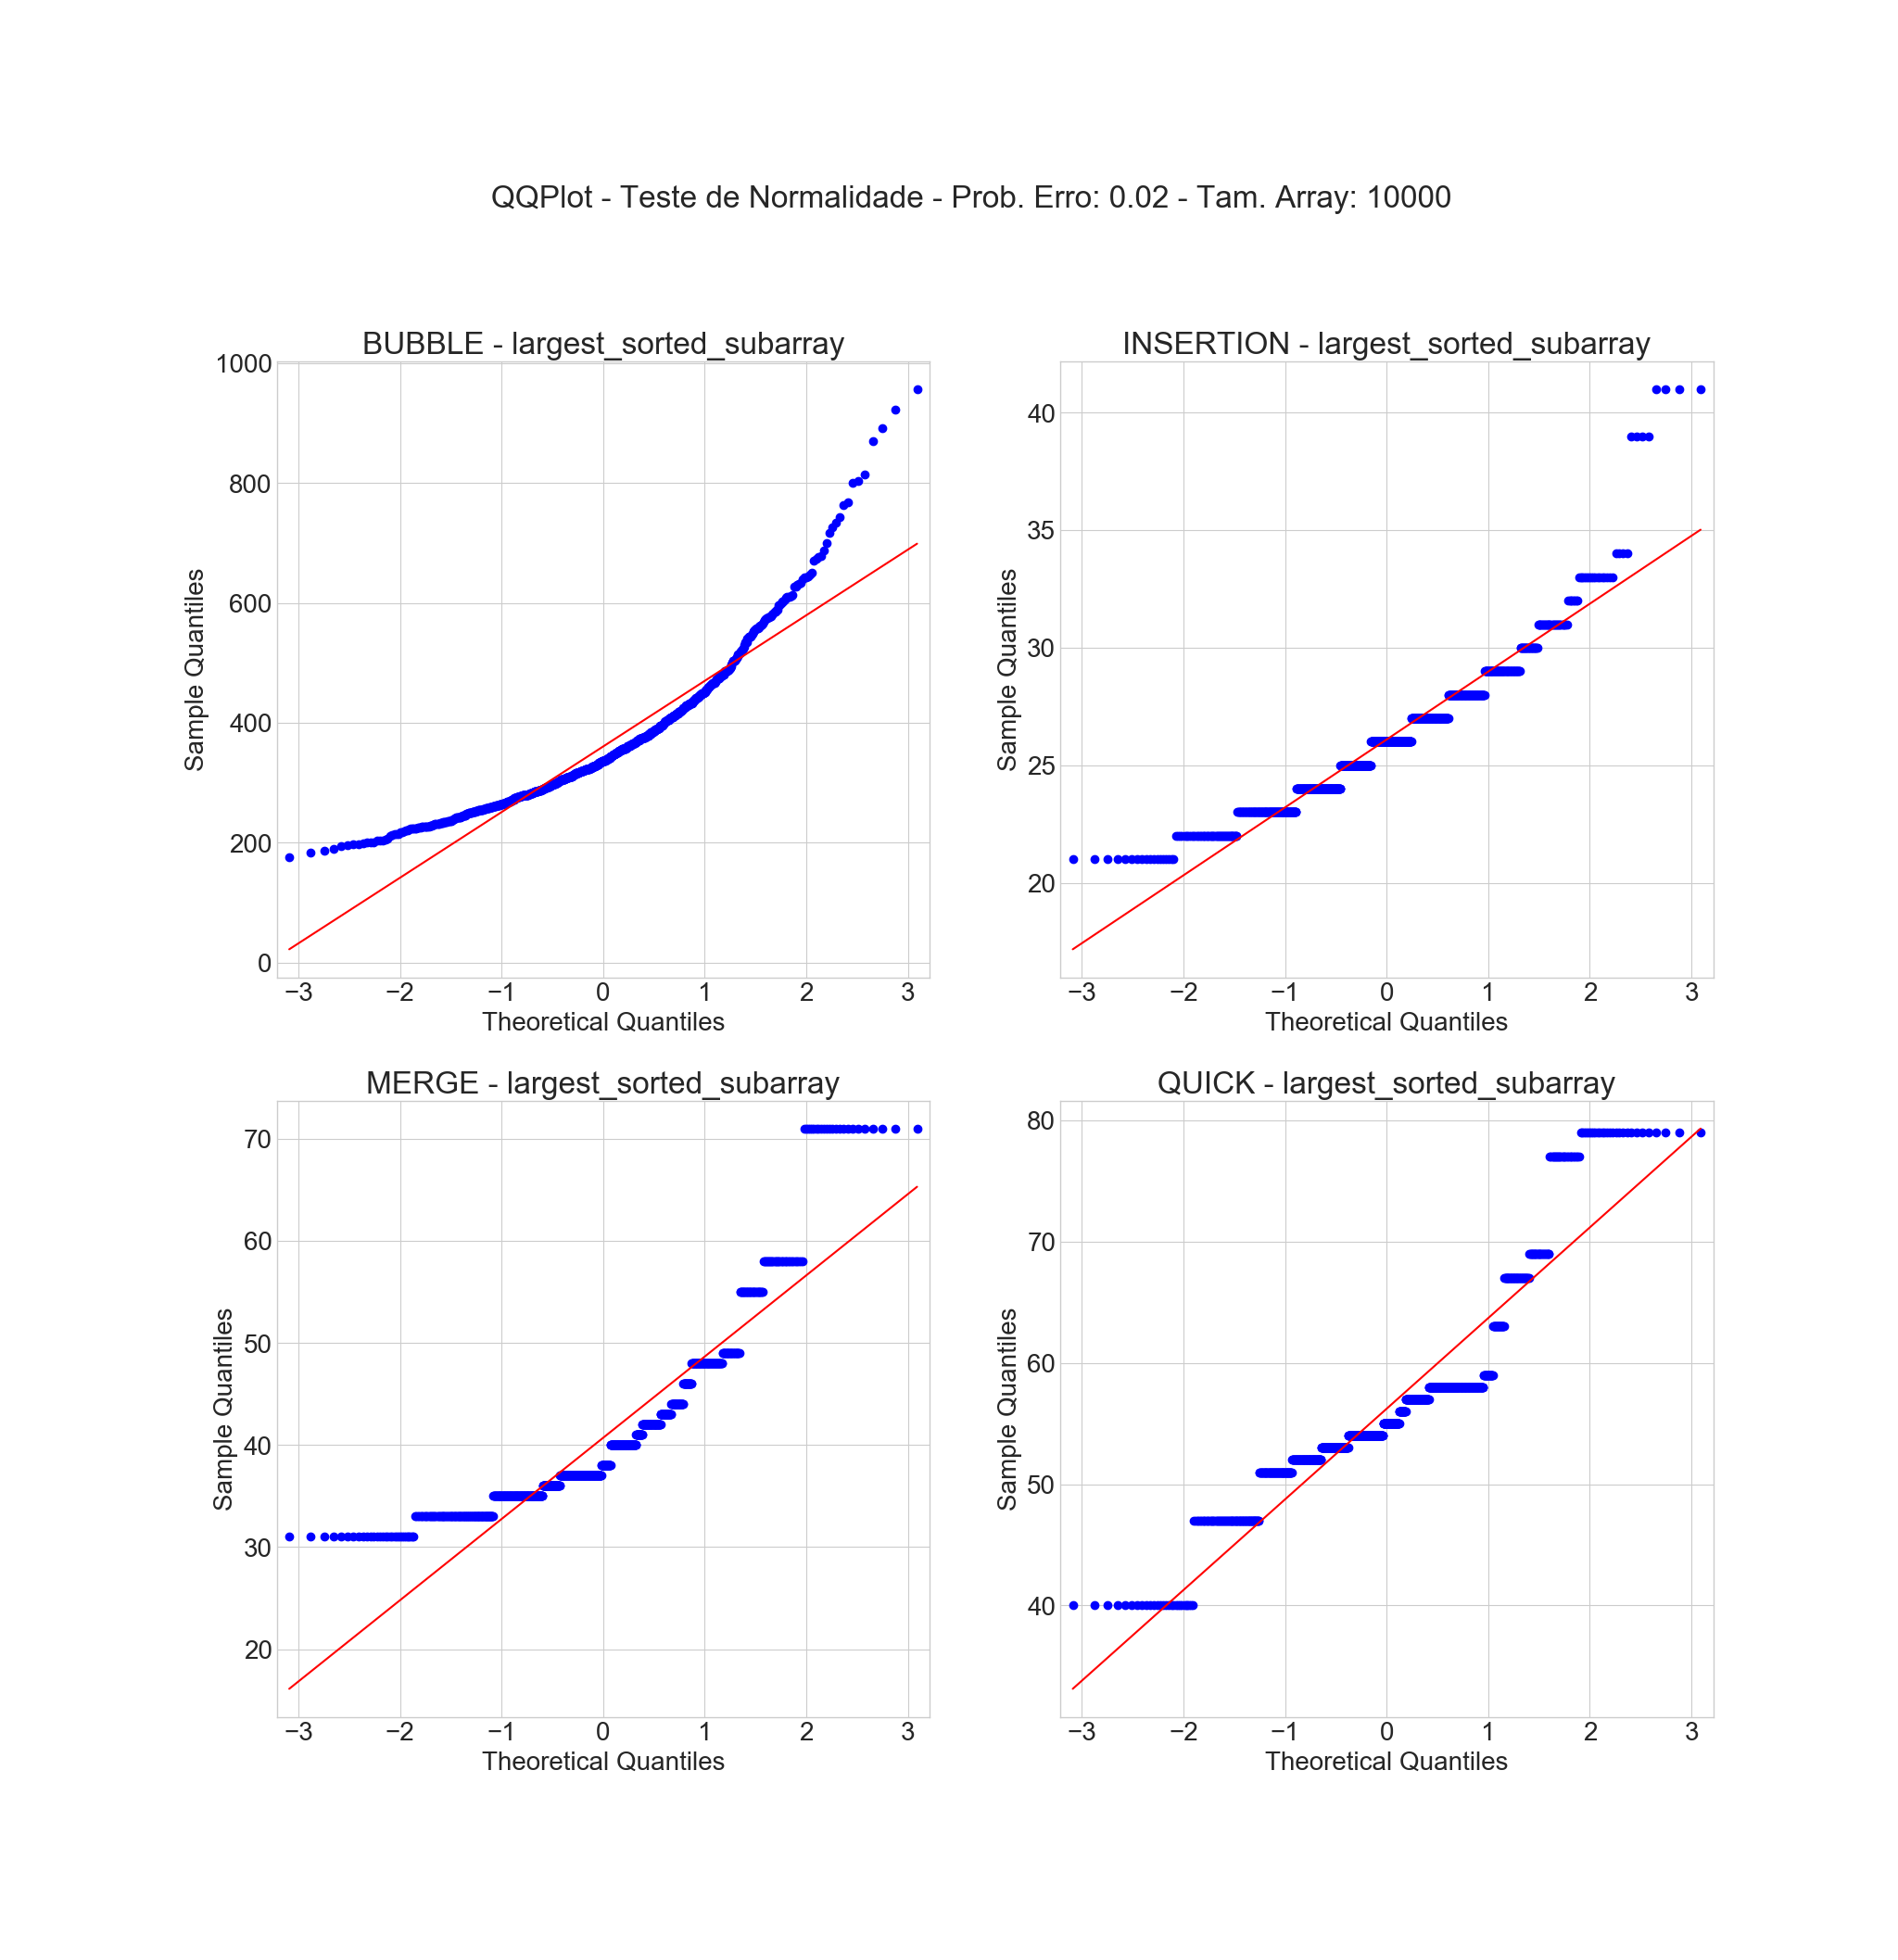 QQPlot - Teste de Normalidade - Prob. Erro: 0.02 - Tam. Array: 10000
BUBBLE - largest_sorted_subarray
1000
800
600
400
200
0
Sample Quantiles
−3 −2 −1 0 1 2 3
Theoretical Quantiles
INSERTION - largest_sorted_subarray
40
35
30
25
20
Sample Quantiles
−3 −2 −1 0 1 2 3
Theoretical Quantiles
MERGE - largest_sorted_subarray
70
60
50
40
30
20
Sample Quantiles
−3 −2 −1 0 1 2 3
Theoretical Quantiles
QUICK - largest_sorted_subarray
80
70
60
50
40
Sample Quantiles
−3 −2 −1 0 1 2 3
Theoretical Quantiles